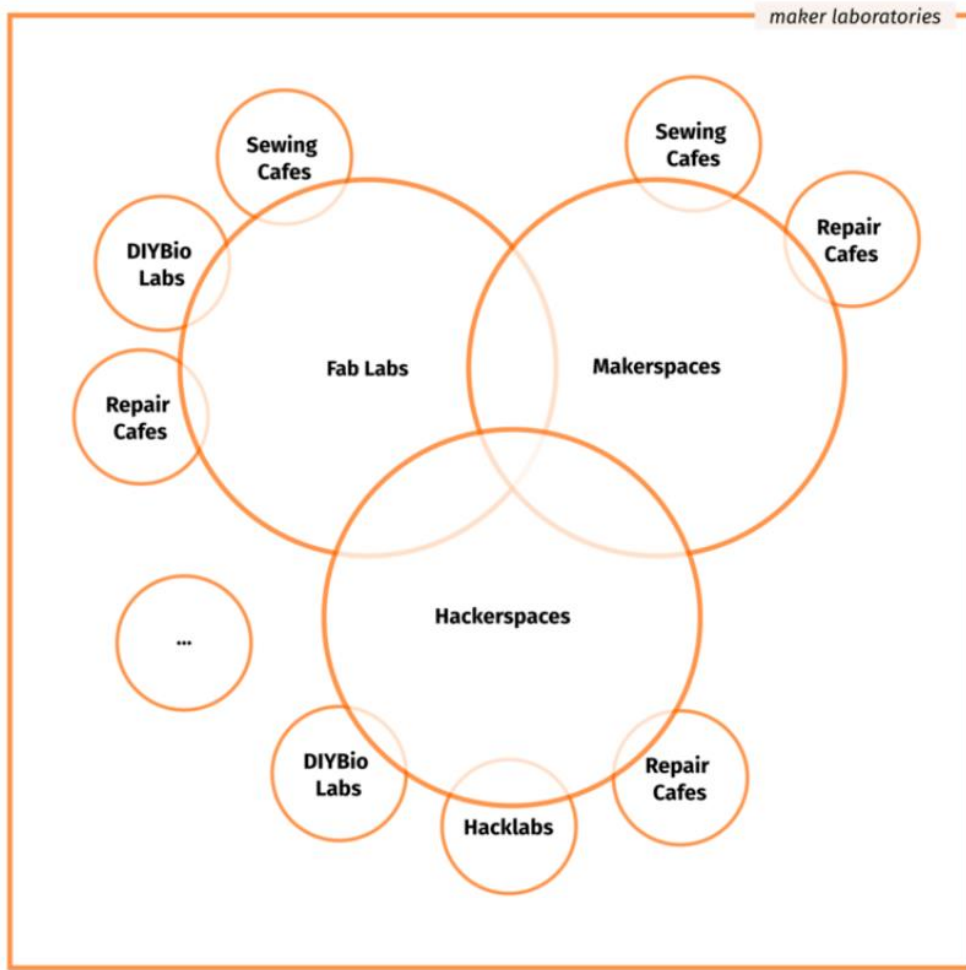 maker laboratories
Sewing
Cafes
Sewing
Cafes
DIYBio
Labs
Repair
Cafes
Fab Labs
Makerspaces
Repair
Cafes
Hackerspaces
...
DIYBio
Labs
Hacklabs
Repair
Cafes